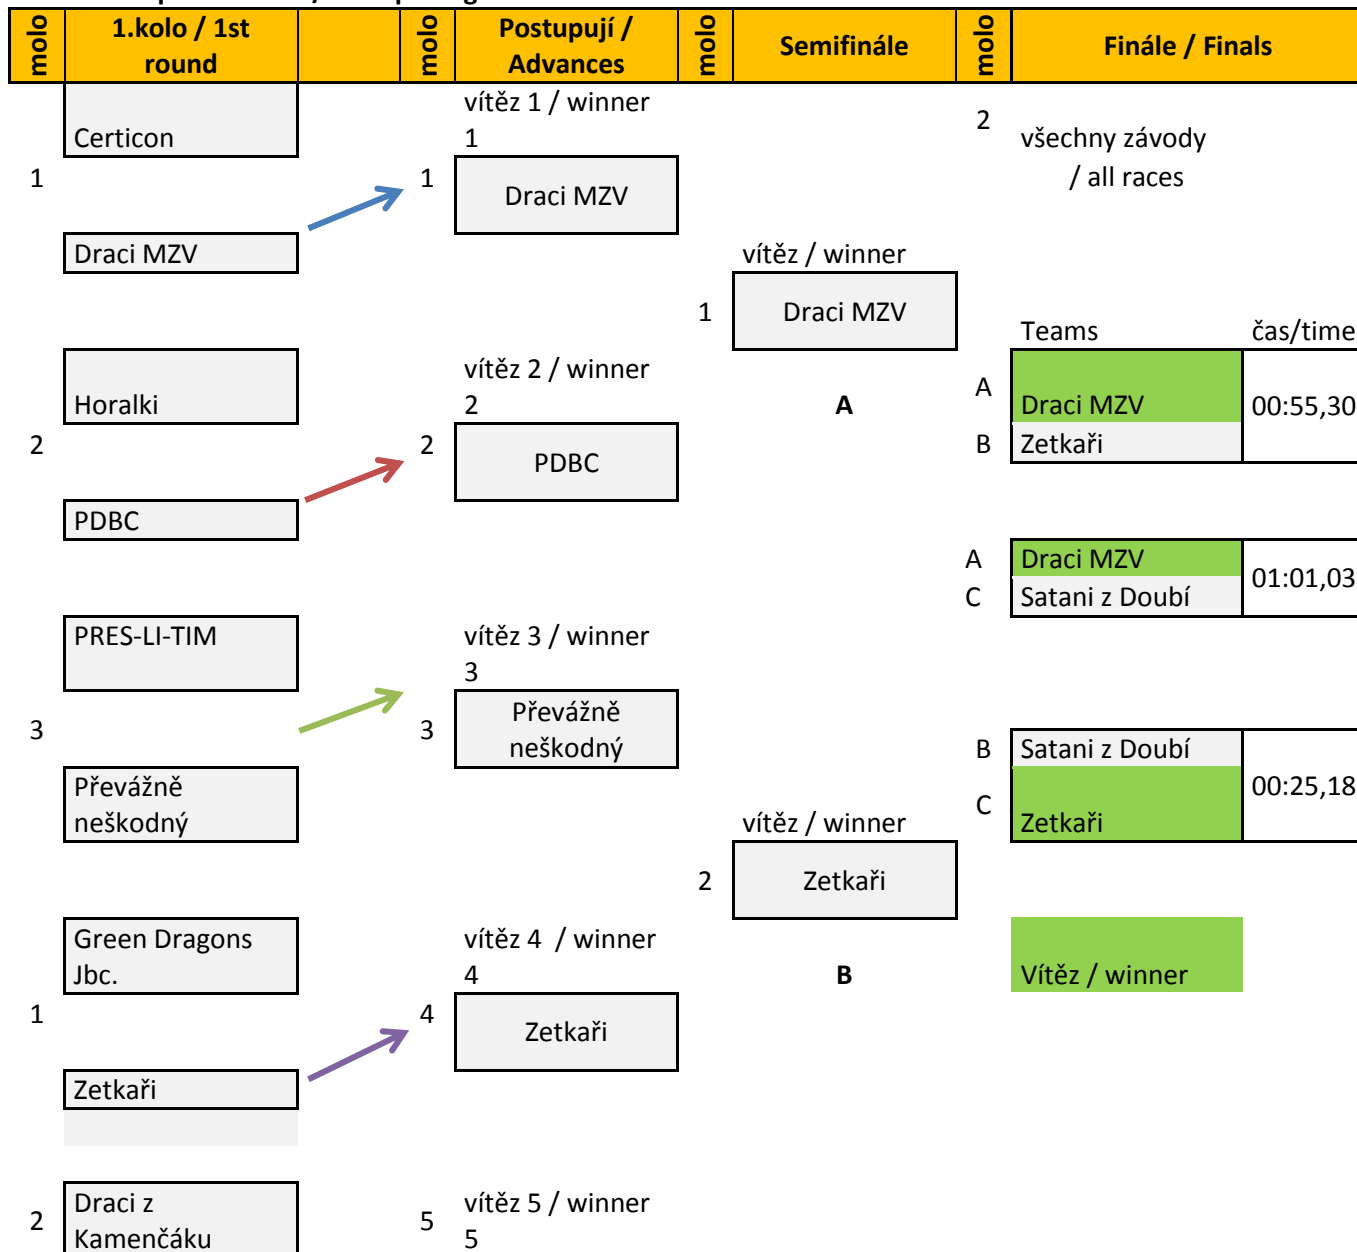 molo
1.kolo / 1st
round
molo
Postupují /
Advances
molo
Semifinále
molo
Finále / Finals
Certicon
vítěz 1 / winner
1
2
všechny závody
/ all races
1
1
Draci MZV
Draci MZV
vítěz / winner
1
Draci MZV
Teams
čas/time
Horalki
vítěz 2 / winner
2
A
A
Draci MZV
00:55,30
2
2
PDBC
B
Zetkaři
PDBC
A
Draci MZV
01:01,03
C
Satani z Doubí
PRES-LI-TIM
vítěz 3 / winner
3
3
3
Převážně
neškodný
B
Satani z Doubí
00:25,18
Převážně
neškodný
vítěz / winner
C
Zetkaři
2
Zetkaři
Green Dragons
Jbc.
vítěz 4  / winner
4
B
Vítěz / winner
1
4
Zetkaři
Zetkaři
2
Draci z
Kamenčáku
5
vítěz 5 / winner
5